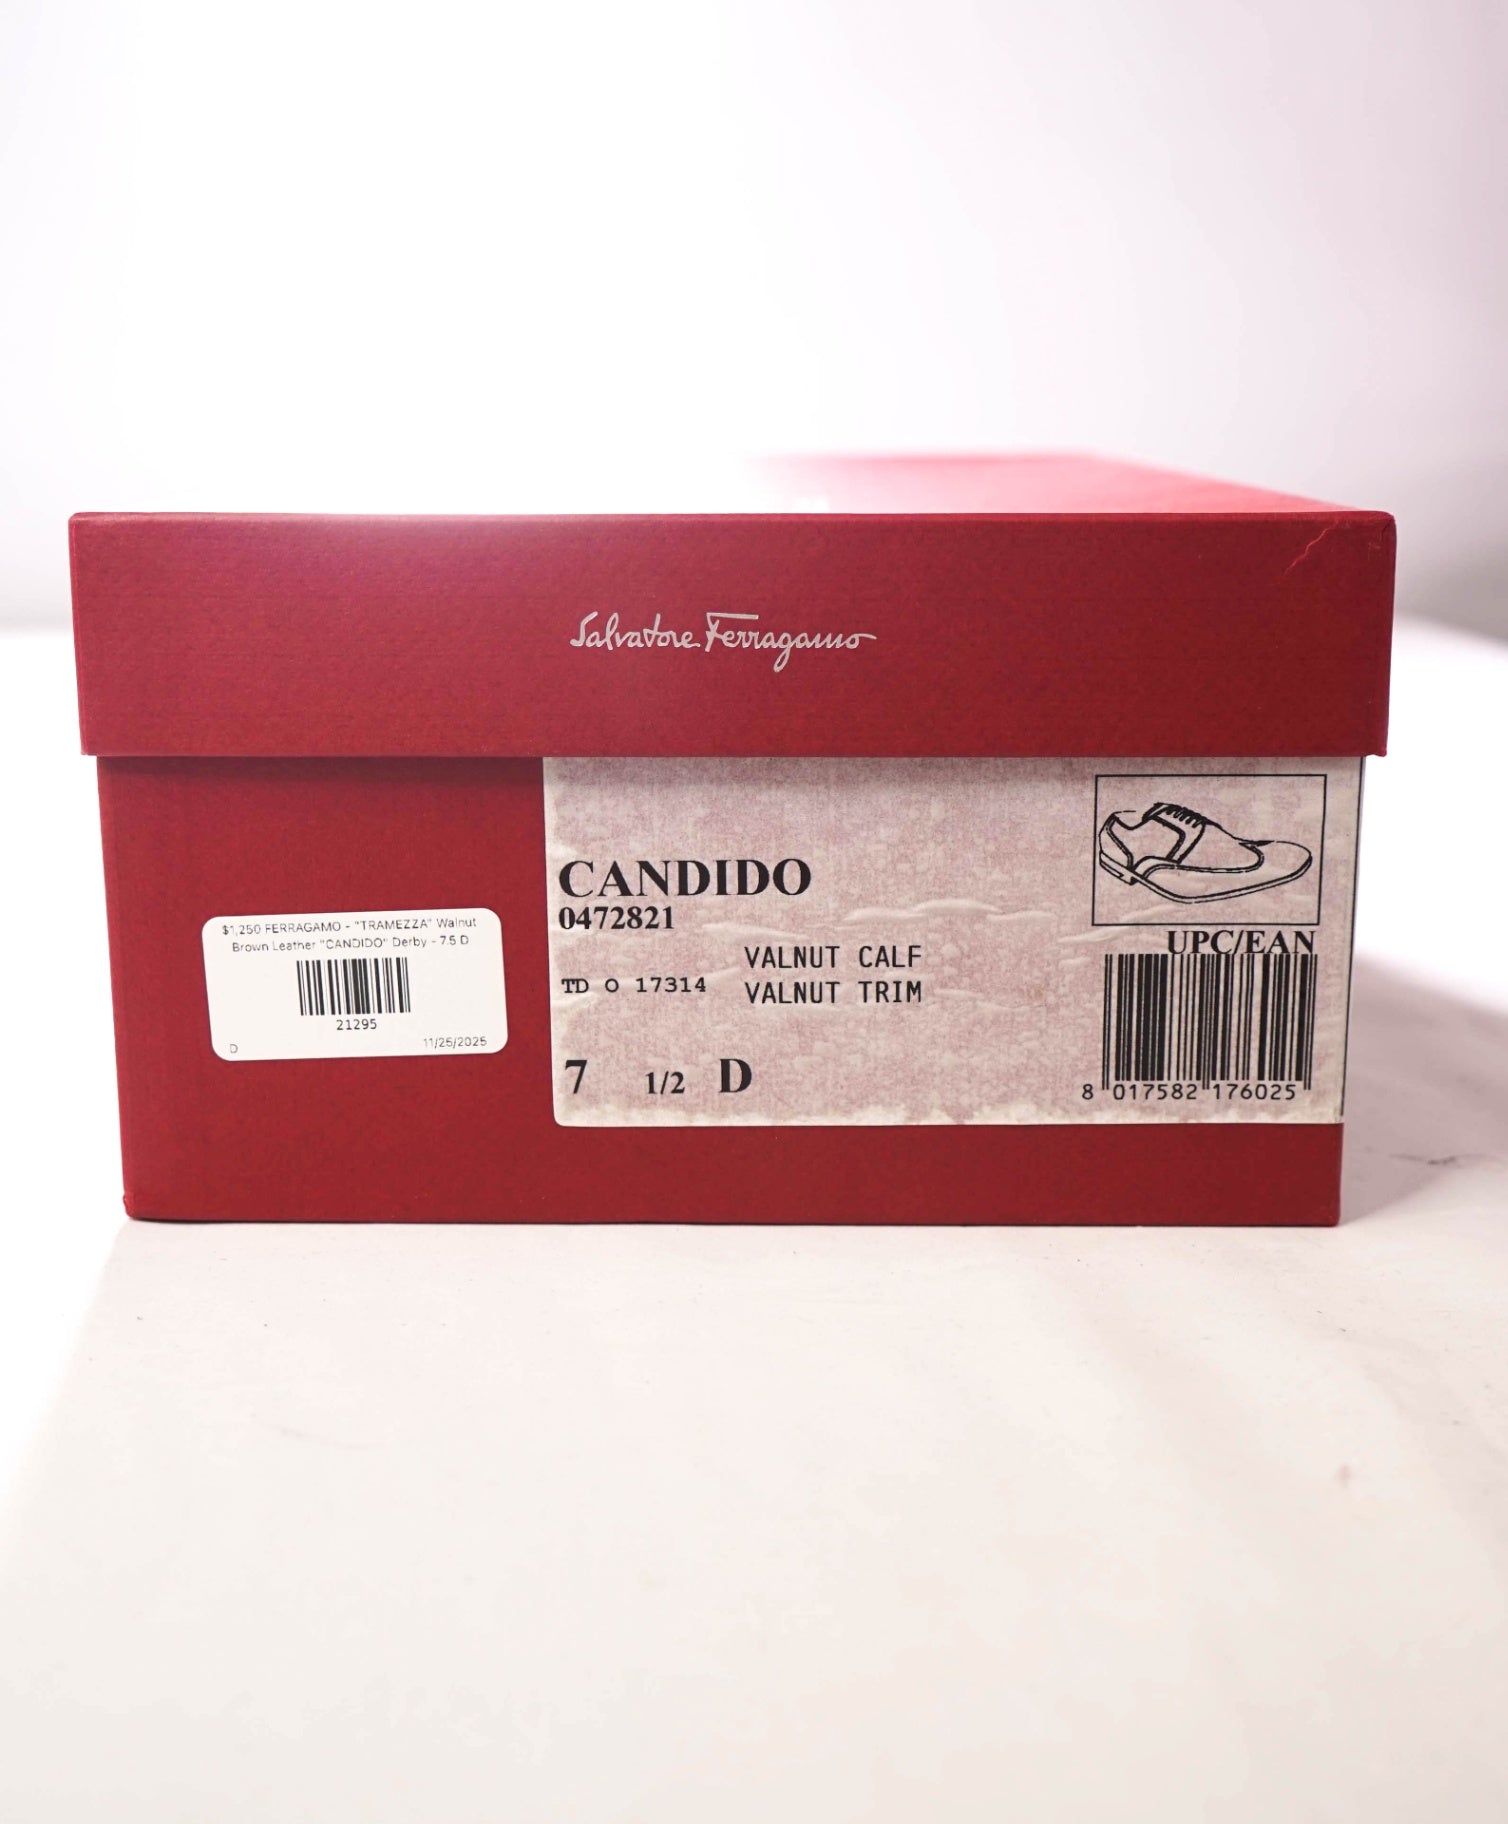 Salvatore Ferragamo
$1,250 FERRAGAMO - "TRAMEZZA" Walnut
Brown Leather "CANDIDO" Derby - 7.5 D
21295
D 11/25/2025
CANDIDO
0472821
VALNUT CALF
TD O 17314 VALNUT TRIM
7 1/2 D
UPC/EAN
8 017582 176025